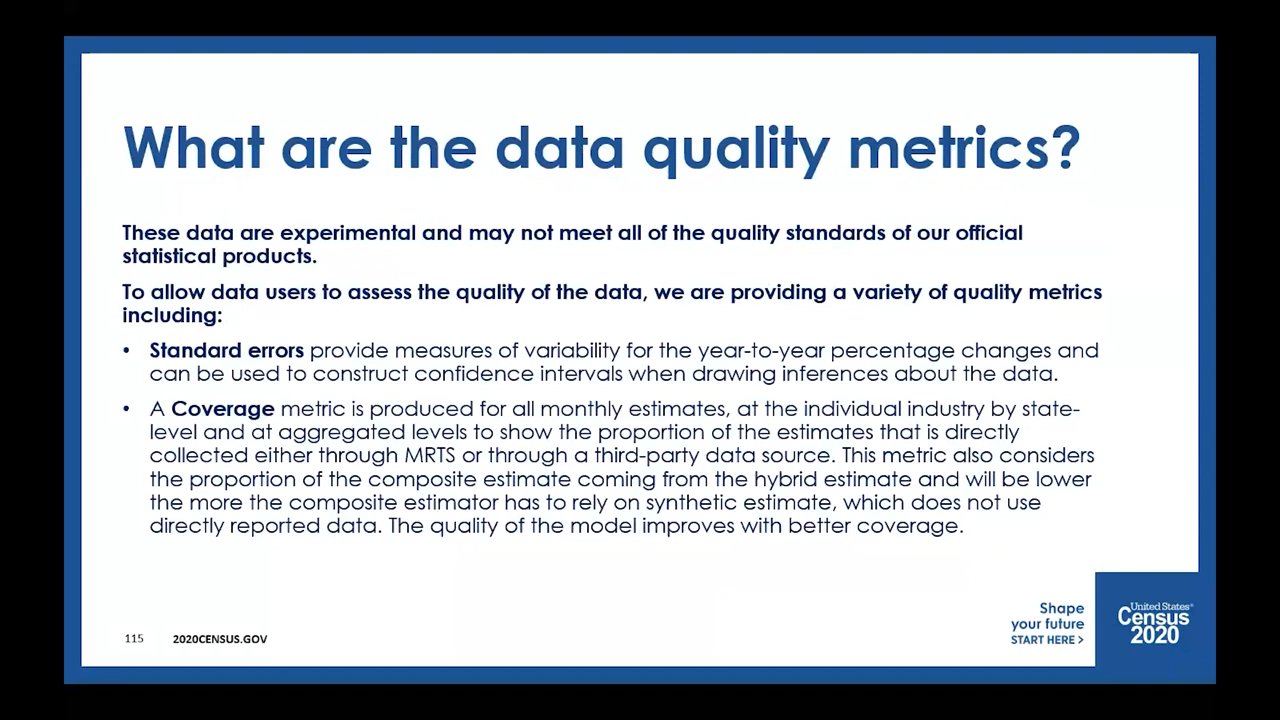 What are the data quality metrics?
These data are experimental and may not meet all of the quality standards of our official
statistical products.
To allow data users to assess the quality of the data, we are providing a variety of quality metrics
including:
• Standard errors provide measures of variability for the year-to-year percentage changes and
can be used to construct confidence intervals when drawing inferences about the data.
• A Coverage metric is produced for all monthly estimates, at the individual industry by state-
level and at aggregated levels to show the proportion of the estimates that is directly
collected either through MRTS or through a third-party data source. This metric also considers
the proportion of the composite estimate coming from the hybrid estimate and will be lower
the more the composite estimator has to rely on synthetic estimate, which does not use
directly reported data. The quality of the model improves with better coverage.
115 2020CENSUS.GOV
Shape
your future
START HERE >
United States®
Census
2020